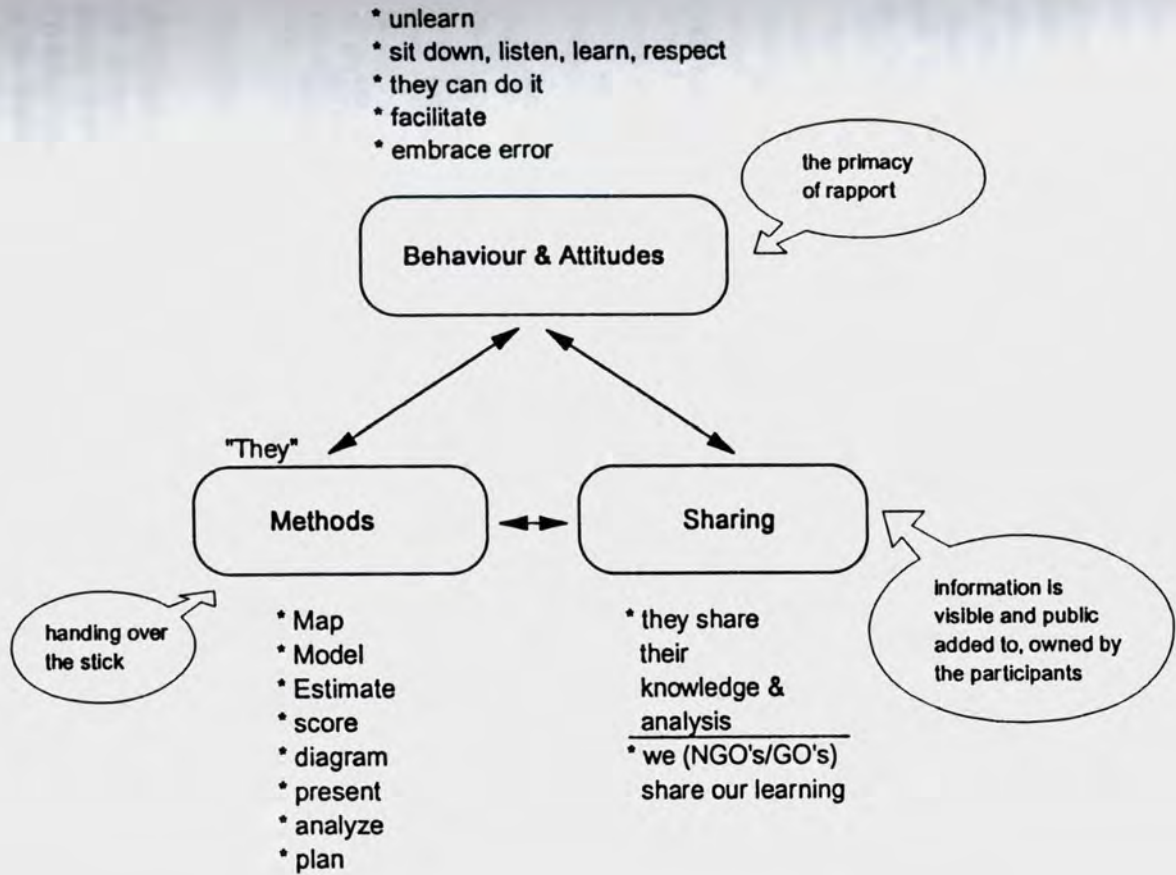 * unlearn
* sit down, listen, learn, respect
* they can do it
* facilitate
* embrace error
the primacy
of rapport
Behaviour & Attitudes
"They"
Methods
Sharing
handing over
the stick
* Map
* Model
* Estimate
* score
* diagram
* present
* analyze
* plan
* they share
their
knowledge &
analysis
* we (NGO's/GO's)
share our learning
information is
visible and public
added to, owned by
the participants